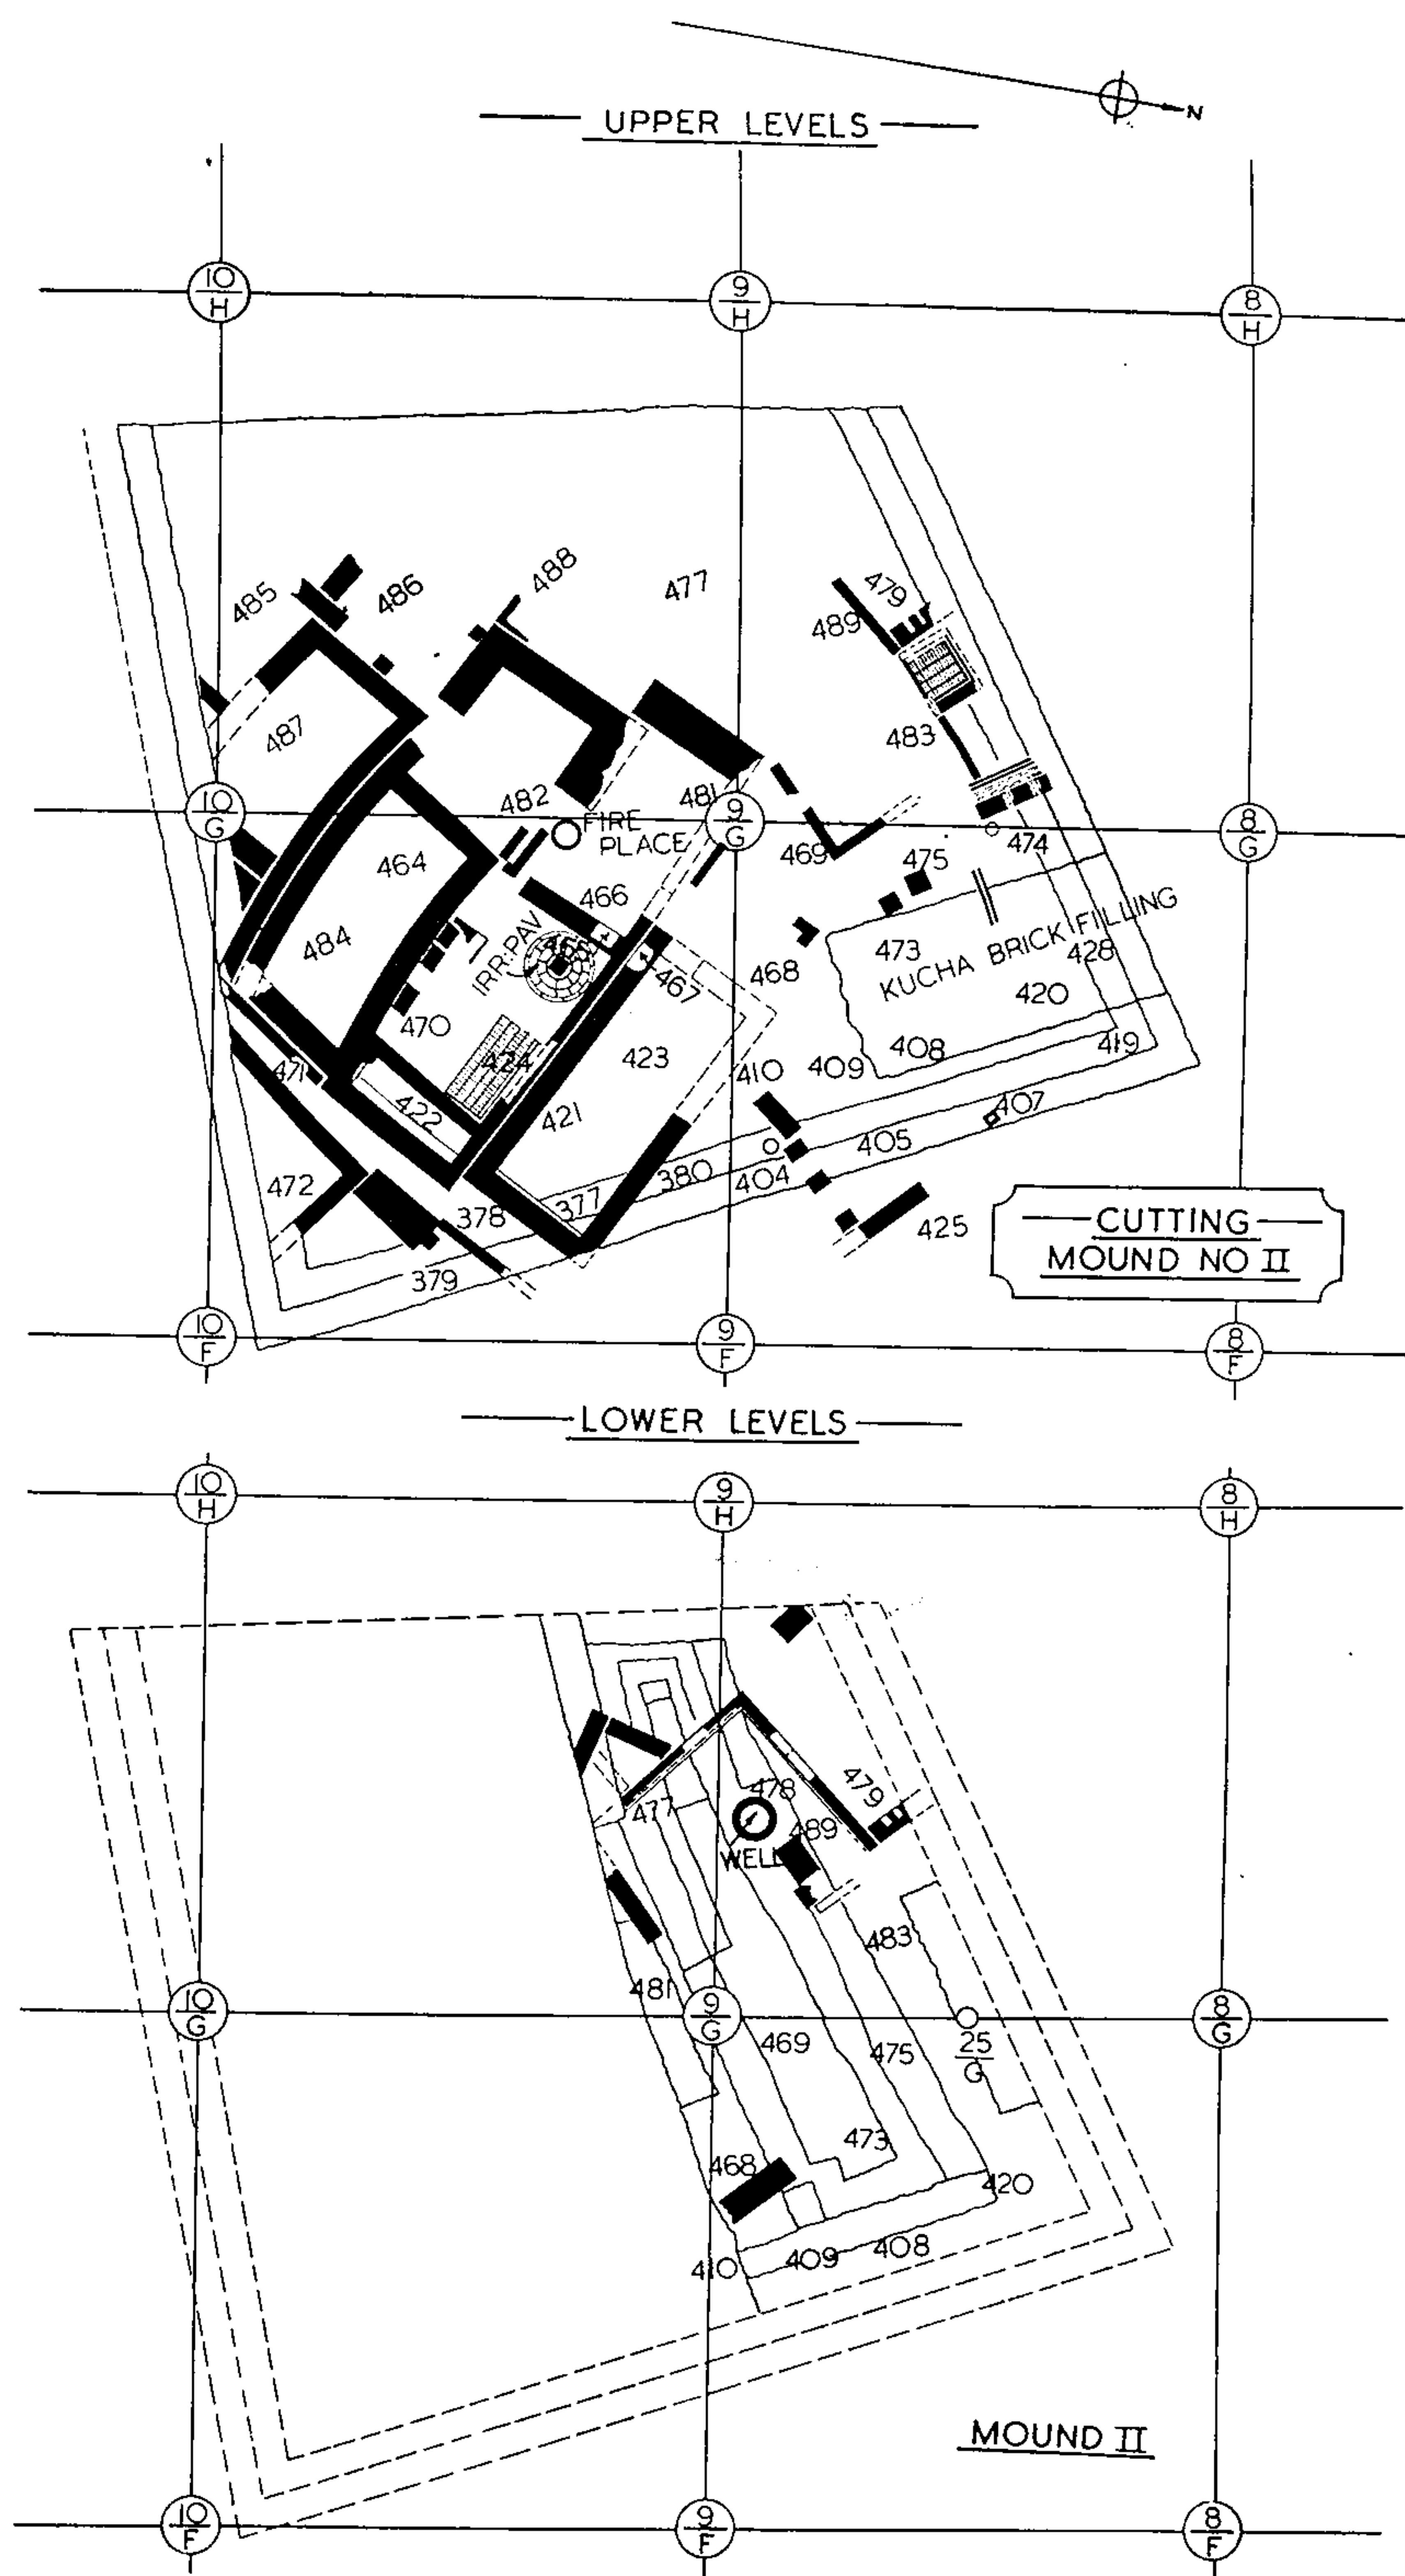 N
UPPER LEVELS
10
H
9
H
8
H
485
486
488
477
479
489
487
483
10
G
482
481
9
G
8
G
FIRE
PLACE
464
469
475
474
466
484
IRR:PAV
465
467
468
473
KUCHA BRICK FILLING
428
420
470
424
423
410
409
408
419
471
422
421
407
405
472
378
377
380
404
425
379
CUTTING
MOUND NO II
10
F
9
F
8
F
LOWER LEVELS
10
H
9
H
8
H
477
478
479
489
WELL
483
481
10
G
9
G
8
G
469
475
25
G
473
468
420
410
409
408
MOUND II
10
F
9
F
8
F